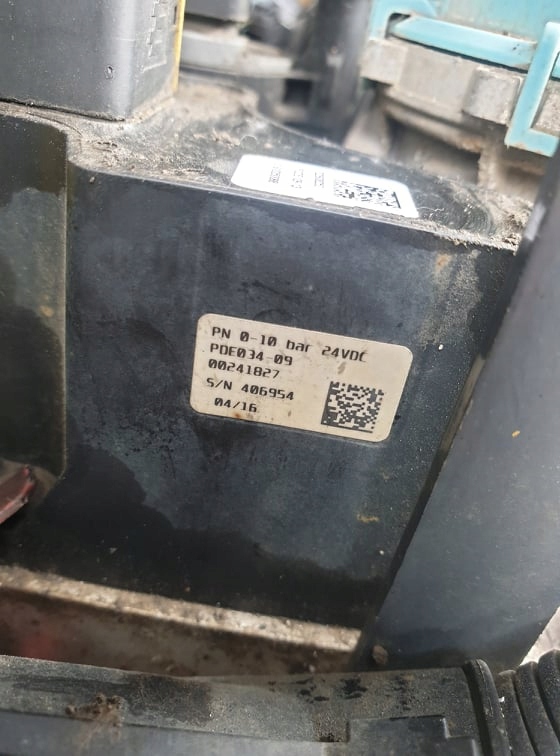 PN 0-10 bar 24VDC
PDE034-09
00241827
S/N 406954
04/16